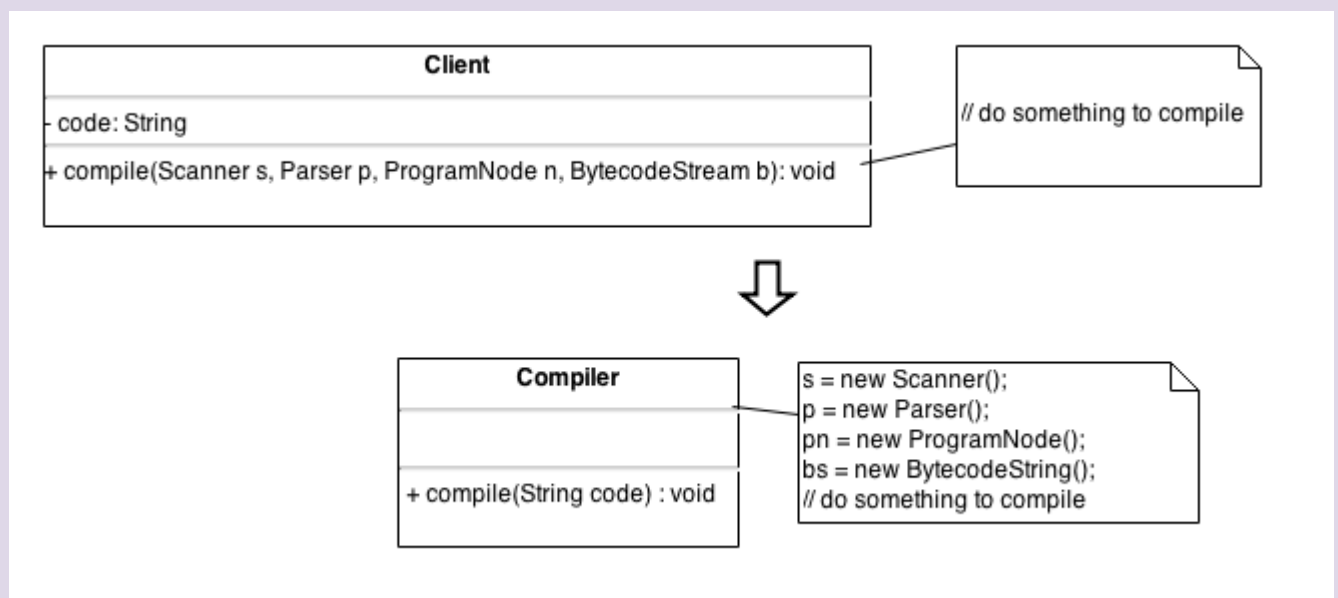 Client
- code: String
+ compile(Scanner s, Parser p, ProgramNode n, BytecodeStream b): void
// do something to compile
Compiler
+ compile(String code) : void
s = new Scanner();
p = new Parser();
pn = new ProgramNode();
bs = new BytecodeString();
// do something to compile